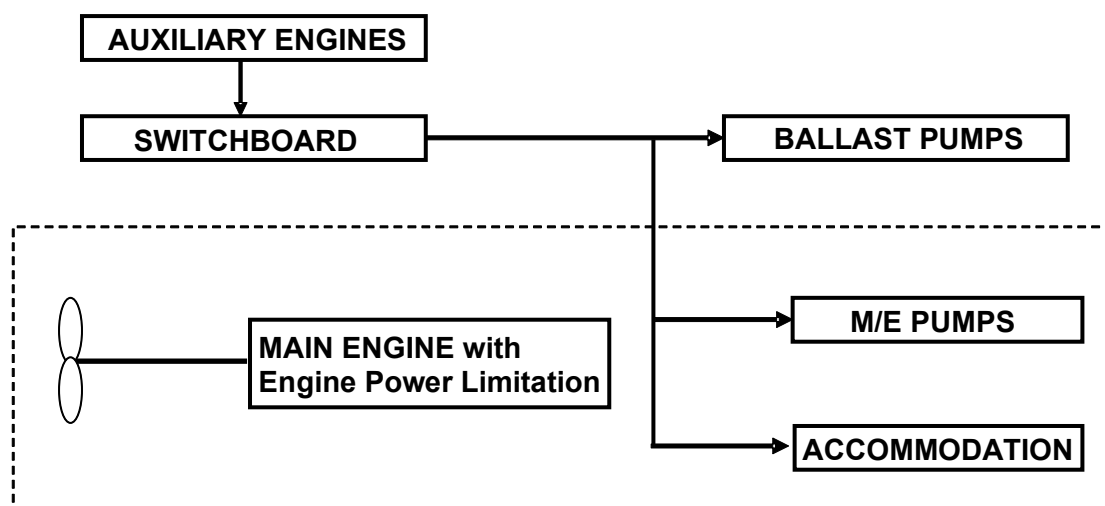 AUXILIARY ENGINES
SWITCHBOARD
BALLAST PUMPS
M/E PUMPS
MAIN ENGINE with
Engine Power Limitation
ACCOMMODATION